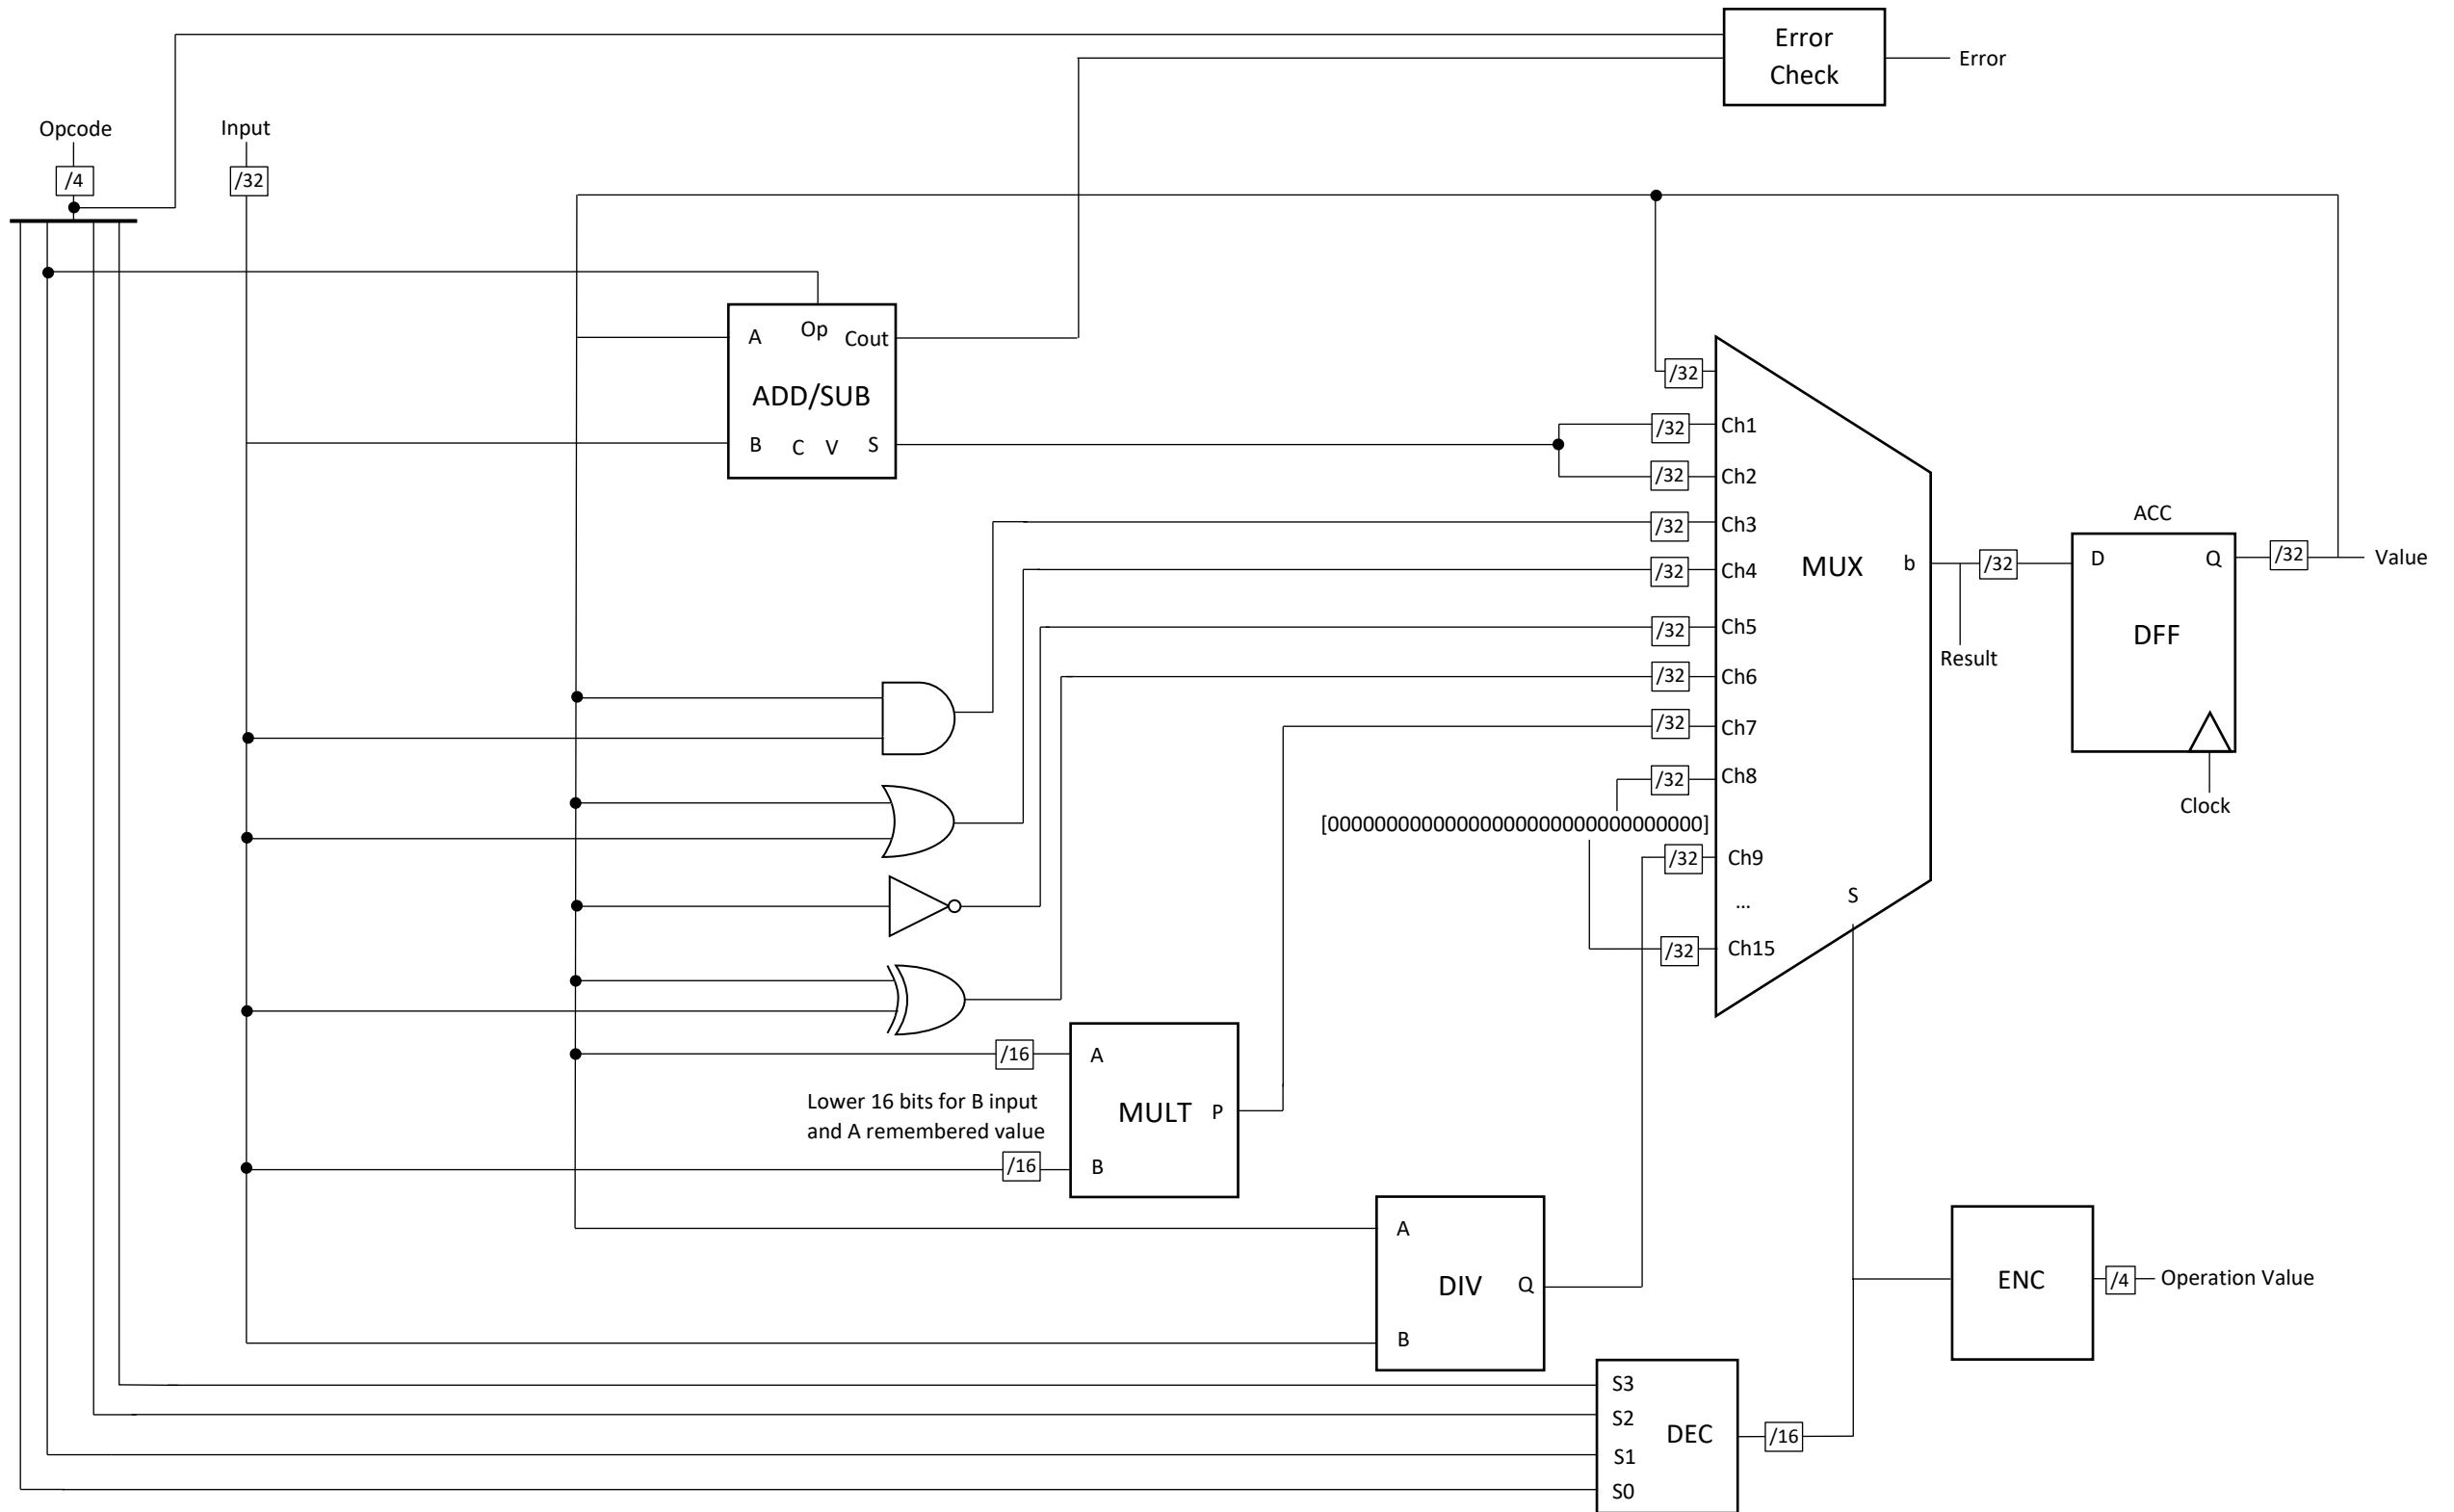 Error
Check
Error
Opcode
Input
/4
/32
A
Op
Cout
ADD/SUB
B
C
V
S
/32
/32
Ch1
/32
Ch2
/32
Ch3
/32
Ch4
/32
Ch5
/32
Ch6
/32
Ch7
/32
Ch8
[00000000000000000000000000000000]
/32
Ch9
...
/32
Ch15
MUX
b
S
/32
Result
ACC
D
Q
DFF
/32
Value
Clock
/16
A
Lower 16 bits for B input
and A remembered value
MULT
P
/16
B
A
DIV
Q
B
ENC
/4
Operation Value
S3
S2
DEC
S1
S0
/16